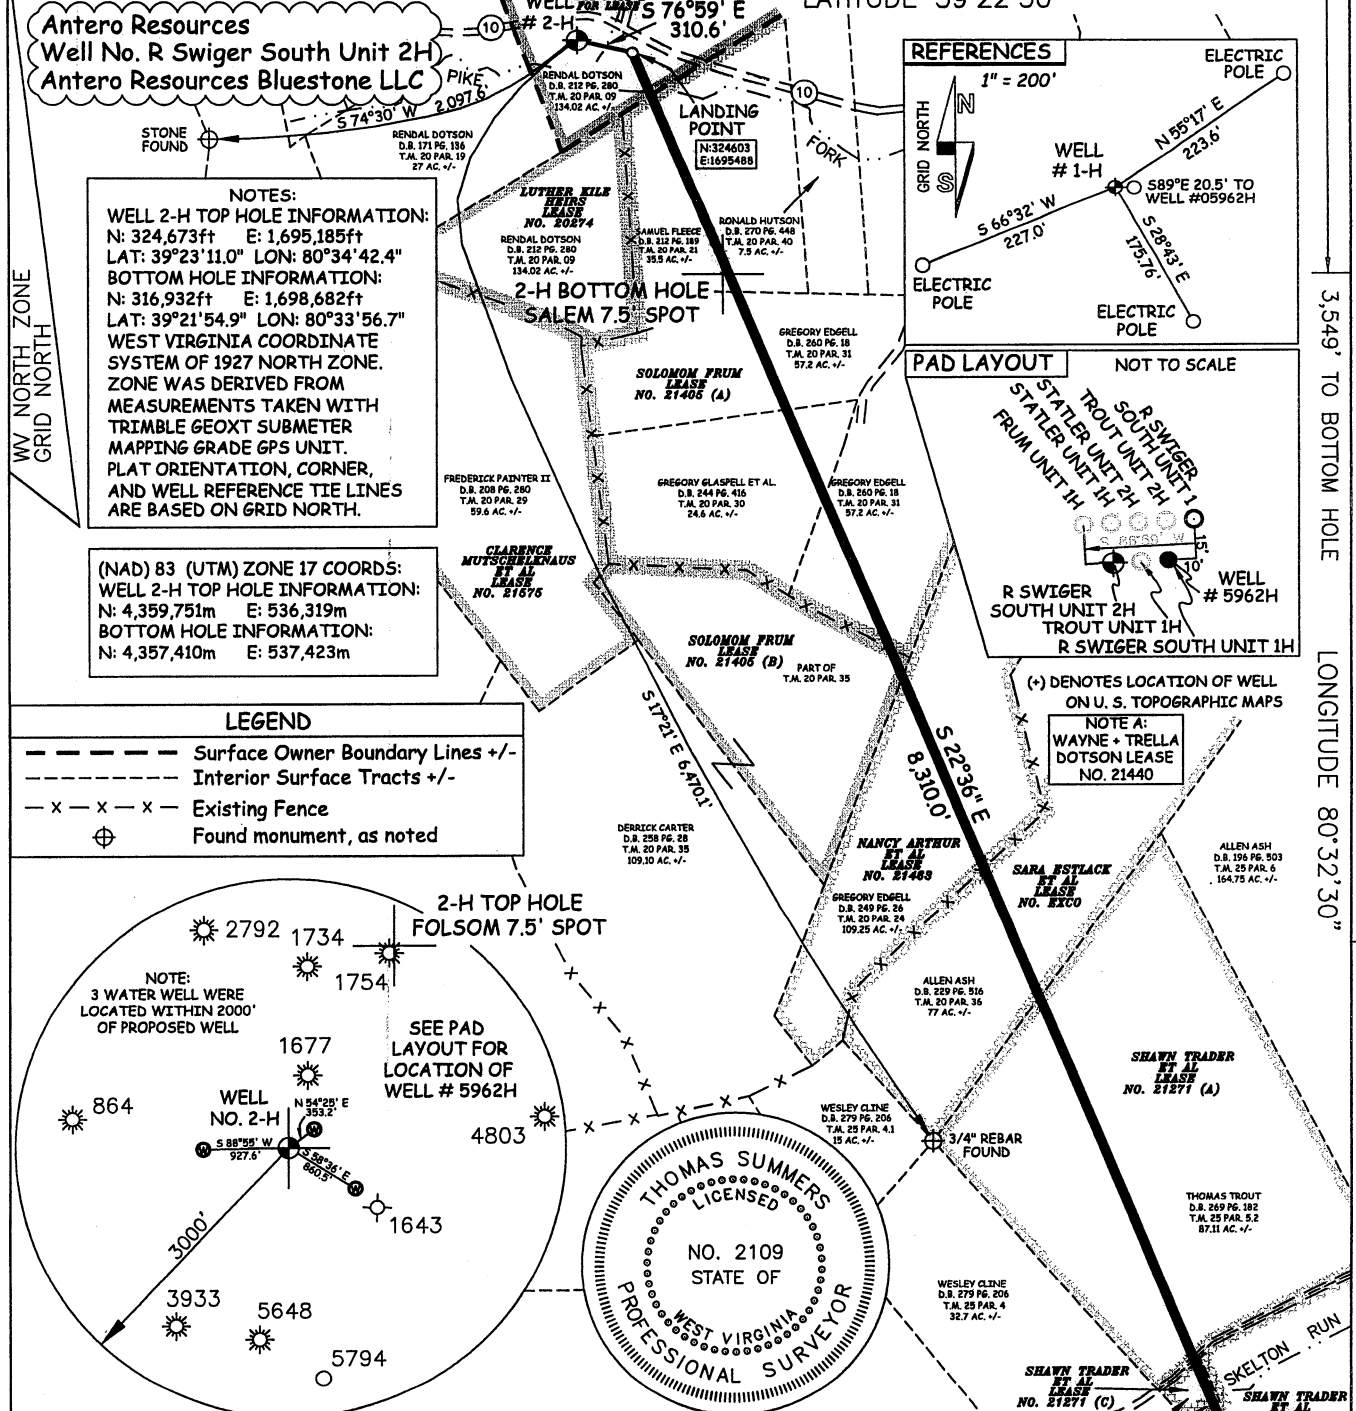 Antero Resources
Well No. R Swiger South Unit 2H
Antero Resources Bluestone LLC
WELL
# 2-H
FOR LEASE
S 76°59' E
310.6'
LATITUDE 39°22'30"
10
PIKE
S 74°30' W 2,097.6'
STONE
FOUND
RENDAL DOTSON
D.B. 171 PG. 136
T.M. 20 PAR. 19
27 AC. +/-
RENDAL DOTSON
D.B. 212 PG. 280
T.M. 20 PAR. 09
134.02 AC. +/-
LANDING
POINT
N:324603
E:1695488
10
FORK
REFERENCES
1" = 200'
GRID NORTH
N
S
ELECTRIC
POLE
N 55°17' E
223.6'
WELL
# 1-H
S89°E 20.5' TO
WELL #05962H
S 66°32' W
227.0'
S 28°43' E
175.76'
ELECTRIC
POLE
ELECTRIC
POLE
NOTES:
WELL 2-H TOP HOLE INFORMATION:
N: 324,673ft E: 1,695,185ft
LAT: 39°23'11.0" LON: 80°34'42.4"
BOTTOM HOLE INFORMATION:
N: 316,932ft E: 1,698,682ft
LAT: 39°21'54.9" LON: 80°33'56.7"
WEST VIRGINIA COORDINATE
SYSTEM OF 1927 NORTH ZONE.
ZONE WAS DERIVED FROM
MEASUREMENTS TAKEN WITH
TRIMBLE GEOXT SUBMETER
MAPPING GRADE GPS UNIT.
PLAT ORIENTATION, CORNER,
AND WELL REFERENCE TIE LINES
ARE BASED ON GRID NORTH.
WV NORTH ZONE
GRID NORTH
LUTHER KILE
HEIRS
LEASE
NO. 20274
RENDAL DOTSON
D.B. 212 PG. 280
T.M. 20 PAR. 09
134.02 AC. +/-
SAMUEL FLEECE
D.B. 212 PG. 189
T.M. 20 PAR. 21
35.5 AC. +/-
RONALD HUTSON
D.B. 270 PG. 448
T.M. 20 PAR. 40
7.5 AC. +/-
2-H BOTTOM HOLE
SALEM 7.5' SPOT
GREGORY EDGELL
D.B. 260 PG. 18
T.M. 20 PAR. 31
57.2 AC. +/-
SOLOMOM FRUM
LEASE
NO. 21405 (A)
3,549' TO BOTTOM HOLE
PAD LAYOUT
NOT TO SCALE
R SWIGER
SOUTH UNIT 1
TROUT UNIT 2H
STATLER UNIT 2H
STATLER UNIT 1H
FRUM UNIT 1H
S 66°59' W
15'
10'
R SWIGER
SOUTH UNIT 2H
TROUT UNIT 1H
R SWIGER SOUTH UNIT 1H
WELL
# 5962H
FREDERICK PAINTER II
D.B. 208 PG. 260
T.M. 20 PAR. 29
59.6 AC. +/-
GREGORY GLASPELL ET AL.
D.B. 244 PG. 416
T.M. 20 PAR. 30
24.6 AC. +/-
GREGORY EDGELL
D.B. 260 PG. 18
T.M. 20 PAR. 31
57.2 AC. +/-
CLARENCE
MUTSCHELKNAUS
ET AL
LEASE
NO. 21575
(NAD) 83 (UTM) ZONE 17 COORDS:
WELL 2-H TOP HOLE INFORMATION:
N: 4,359,751m E: 536,319m
BOTTOM HOLE INFORMATION:
N: 4,357,410m E: 537,423m
SOLOMOM FRUM
LEASE
NO. 21405 (B)
PART OF
T.M. 20 PAR. 35
(+) DENOTES LOCATION OF WELL
ON U. S. TOPOGRAPHIC MAPS
NOTE A:
WAYNE + TRELLA
DOTSON LEASE
NO. 21440
LONGITUDE 80°32'30"
LEGEND
Surface Owner Boundary Lines +/-
Interior Surface Tracts +/-
Existing Fence
Found monument, as noted
S 17°21' E 6,470.1'
S 22°36" E
8,310.0'
DERRICK CARTER
D.B. 258 PG. 28
T.M. 20 PAR. 35
109.10 AC. +/-
NANCY ARTHUR
ET AL
LEASE
NO. 21483
GREGORY EDGELL
D.B. 249 PG. 26
T.M. 20 PAR. 24
109.25 AC. +/-
SARA ESTLACK
ET AL
LEASE
NO. EXCO
ALLEN ASH
D.B. 196 PG. 503
T.M. 25 PAR. 6
164.75 AC. +/-
2-H TOP HOLE
FOLSOM 7.5' SPOT
2792
1734
1754
NOTE:
3 WATER WELL WERE
LOCATED WITHIN 2000'
OF PROPOSED WELL
SEE PAD
LAYOUT FOR
LOCATION OF
WELL # 5962H
1677
WELL
NO. 2-H
N 54°25' E
353.2'
864
S 88°55' W
927.6'
W
W
W
S 58°36' E
860.5'
4803
1643
3000'
3933
5648
5794
ALLEN ASH
D.B. 229 PG. 516
T.M. 20 PAR. 36
77 AC. +/-
SHAWN TRADER
ET AL
LEASE
NO. 21271 (A)
WESLEY CLINE
D.B. 279 PG. 206
T.M. 25 PAR. 4.1
15 AC. +/-
3/4" REBAR
FOUND
THOMAS SUMMERS
LICENSED
NO. 2109
STATE OF
WEST VIRGINIA
PROFESSIONAL SURVEYOR
THOMAS TROUT
D.B. 269 PG. 182
T.M. 25 PAR. 5.2
87.11 AC. +/-
WESLEY CLINE
D.B. 279 PG. 206
T.M. 25 PAR. 4
32.7 AC. +/-
SKELTON RUN
SHAWN TRADER
ET AL
LEASE
NO. 21271 (C)
SHAWN TRADER
ET AL